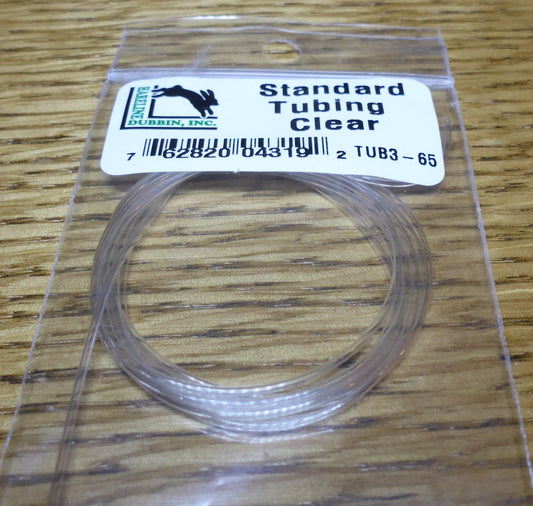 HARELINE
DUBBIN, INC.
Standard
Tubing
Clear
7 62820 04319 2
TUB3-65